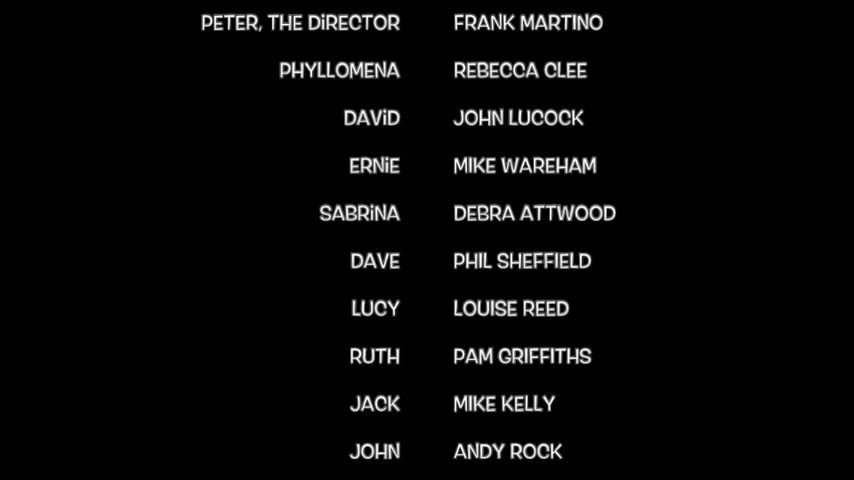 PETER, THE DiRECTOR FRANK MARTINO
PHYLLOMENA REBECCA CLEE
DAViD JOHN LUCOCK
ERNiE MIKE WAREHAM
SABRiNA DEBRA ATTWOOD
DAVE PHIL SHEFFIELD
LUCY LOUISE REED
RUTH PAM GRIFFITHS
JACK MIKE KELLY
JOHN ANDY ROCK